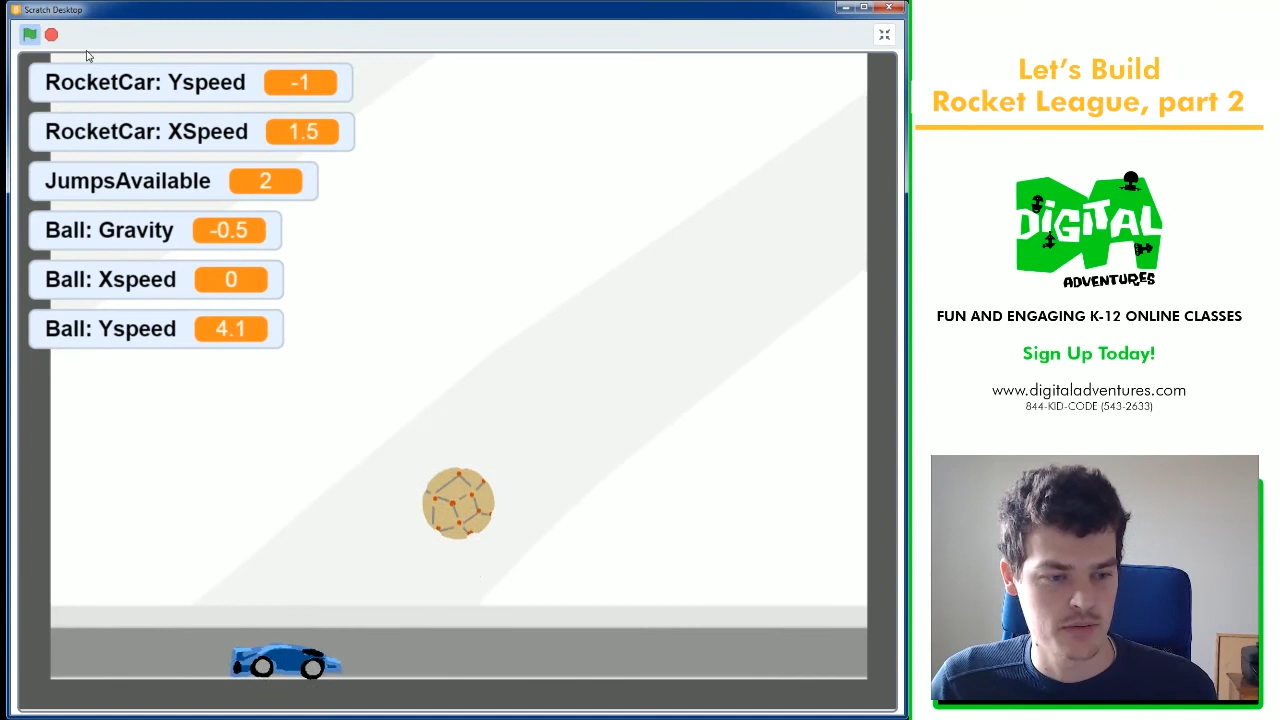 Scratch Desktop
RocketCar: Yspeed -1
RocketCar: XSpeed 1.5
JumpsAvailable 2
Ball: Gravity -0.5
Ball: Xspeed 0
Ball: Yspeed 4.1
Let's Build
Rocket League, part 2
DIGITAL
ADVENTURES
FUN AND ENGAGING K-12 ONLINE CLASSES
Sign Up Today!
www.digitaladventures.com
844-KID-CODE (543-2633)